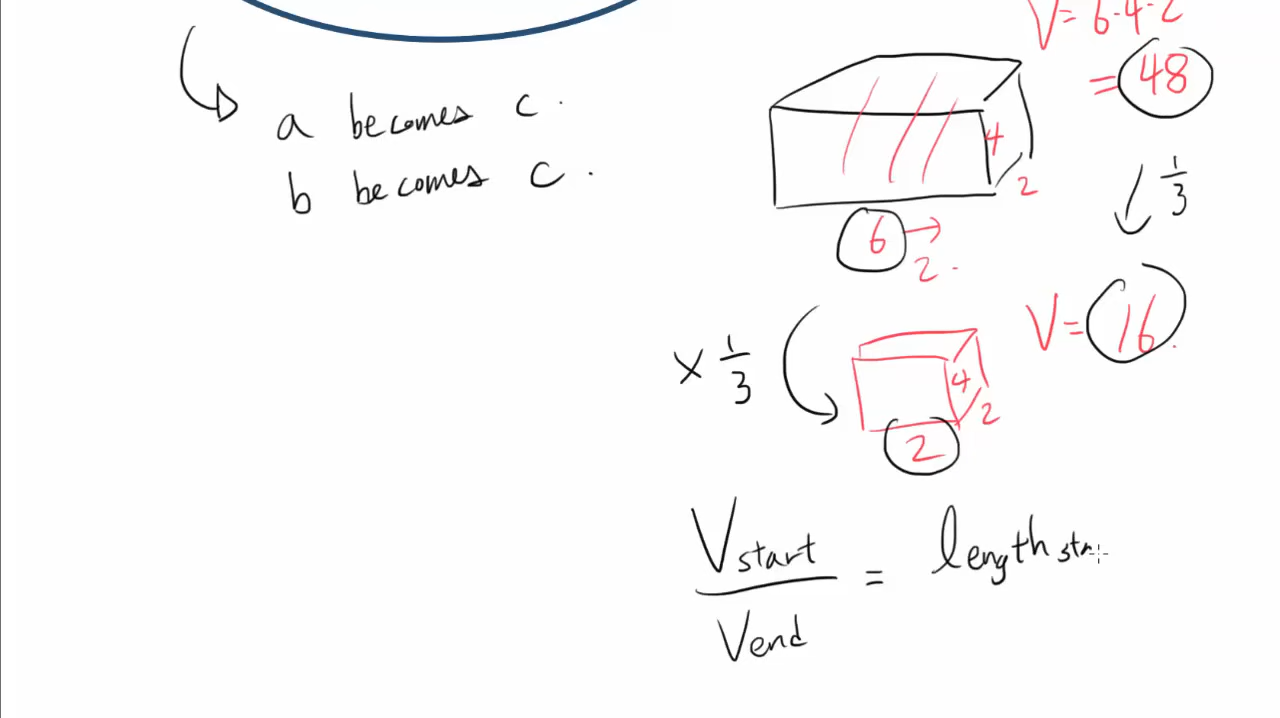 a becomes c.
b becomes c.
V= 6·4·2
= 48
4
2
6 →
2.
1/3
V= 16.
× 1/3
4
2
2
Vstart / Vend = length sta